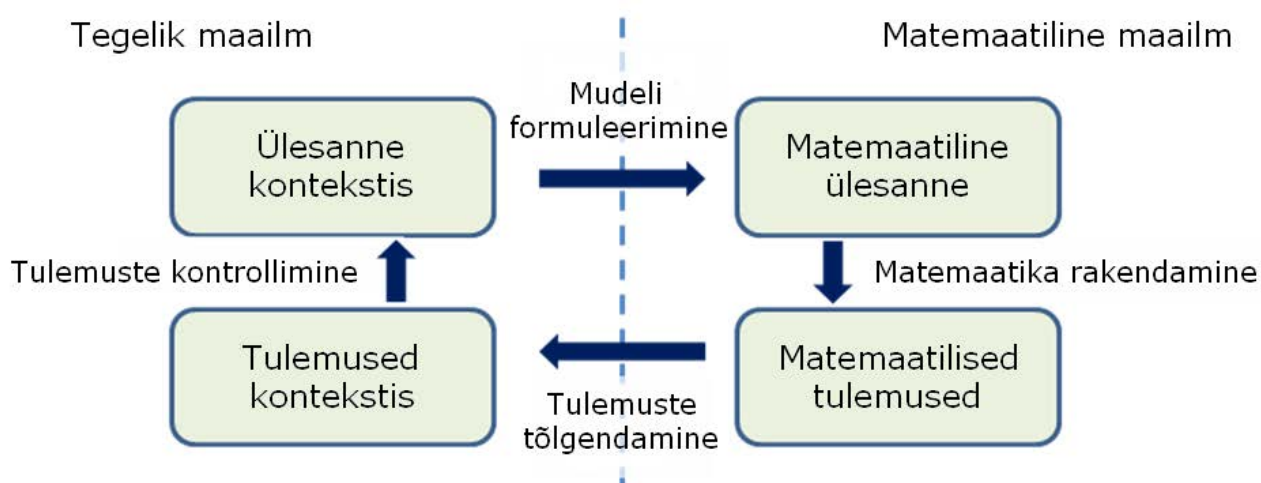 Tegelik maailm
Matemaatiline maailm
Ülesanne
kontekstis
Mudeli
formuleerimine
Matemaatiline
ülesanne
Tulemuste kontrollimine
Matemaatika rakendamine
Tulemused
kontekstis
Tulemuste
tõlgendamine
Matemaatilised
tulemused